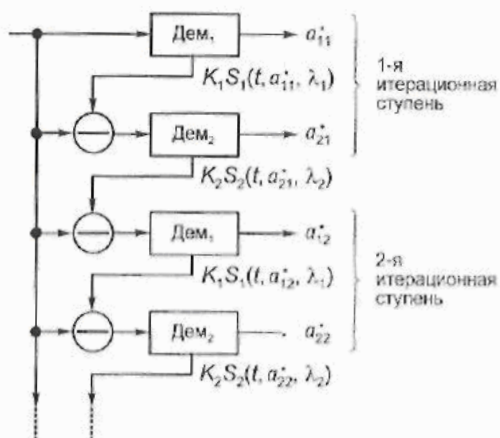 Дем₁
a*₁₁
K₁S₁(t, a*₁₁, λ₁)
1-я
итерационная
ступень
Дем₂
a*₂₁
K₂S₂(t, a*₂₁, λ₂)
Дем₁
a*₁₂
K₁S₁(t, a*₁₂, λ₁)
2-я
итерационная
ступень
Дем₂
a*₂₂
K₂S₂(t, a*₂₂, λ₂)